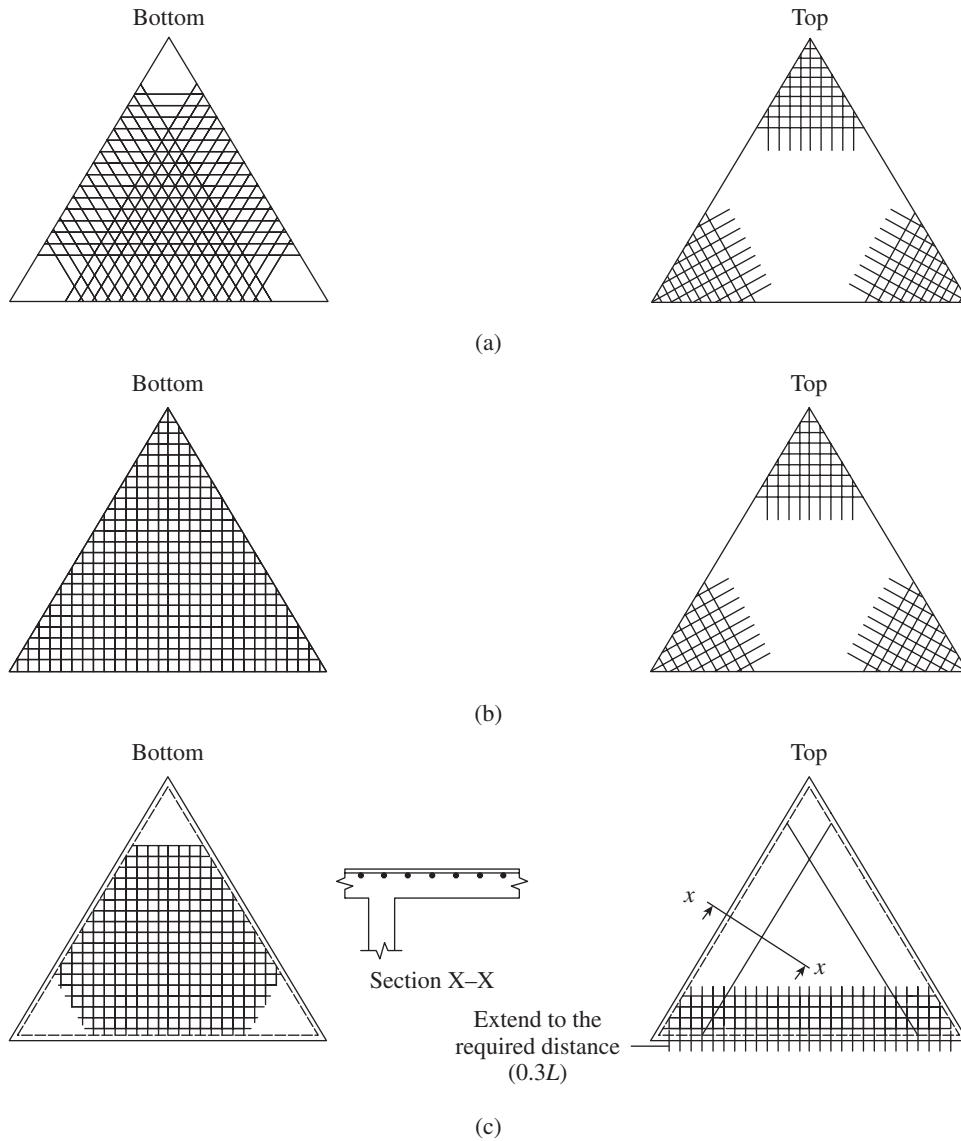 Bottom
Top
(a)
Bottom
Top
(b)
Bottom
Top
x
x
Section X–X
Extend to the
required distance
(0.3L)
(c)